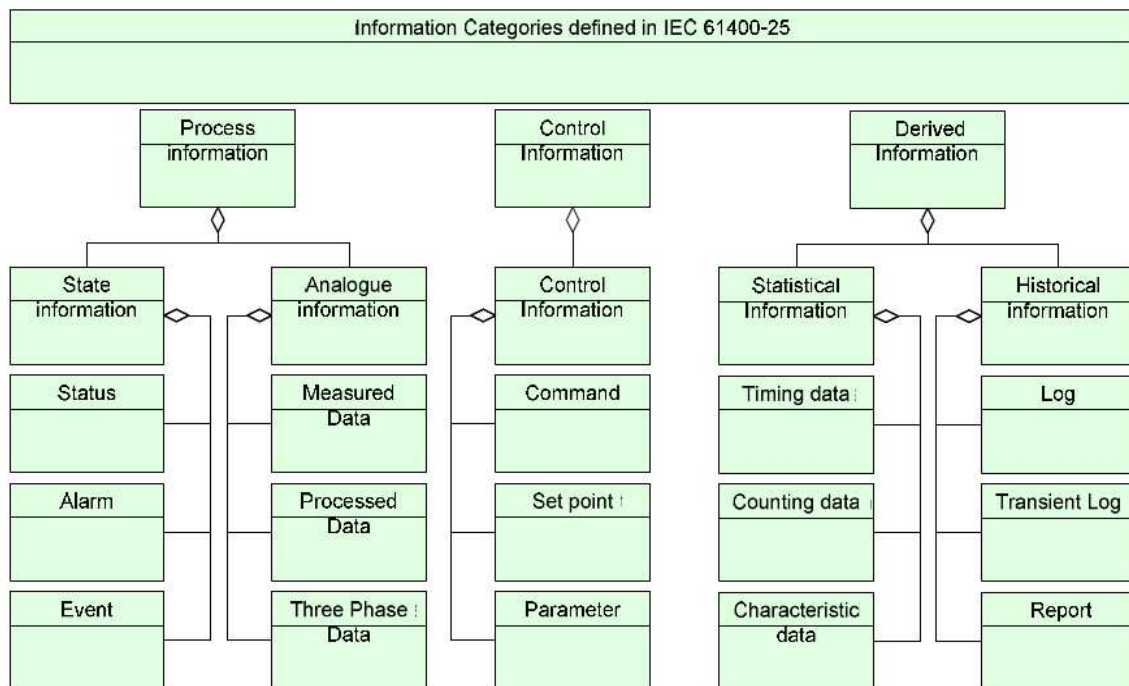 Information Categories defined in IEC 61400-25
Process
information
Control
Information
Derived
Information
State
information
Analogue
information
Control
Information
Statistical
Information
Historical
information
Status
Measured
Data
Command
Timing data
Log
Alarm
Processed
Data
Set point
Counting data
Transient Log
Event
Three Phase
Data
Parameter
Characteristic
data
Report